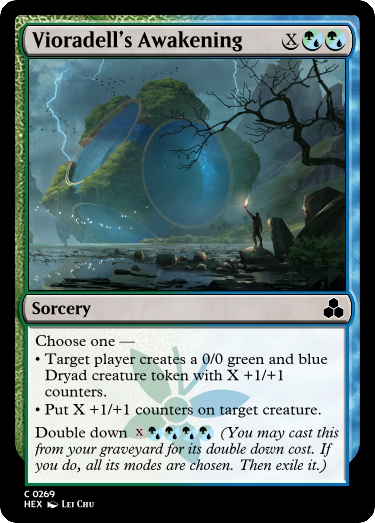 Vioradell's Awakening X
Sorcery
Choose one —
• Target player creates a 0/0 green and blue
Dryad creature token with X +1/+1
counters.
• Put X +1/+1 counters on target creature.
Double down X (You may cast this
from your graveyard for its double down cost. If
you do, all its modes are chosen. Then exile it.)
C 0269
HEX Lei Chu